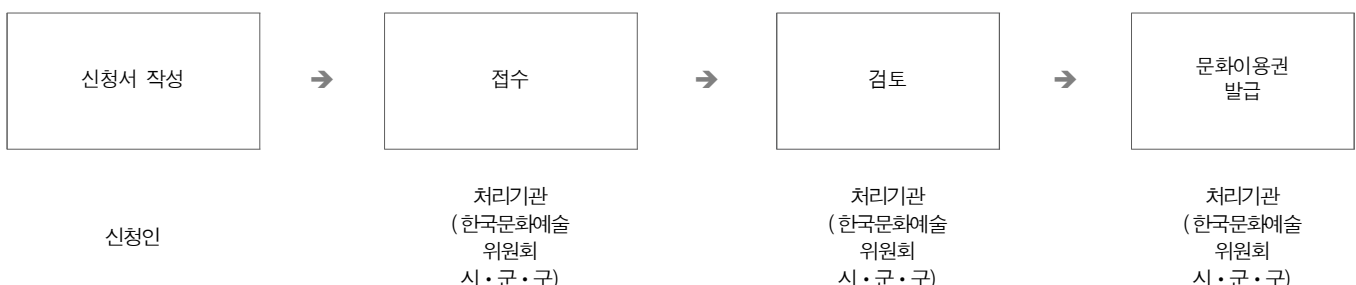 신청서 작성
➔
접수
➔
검토
➔
문화이용권
발급
신청인
처리기관
(한국문화예술
위원회
시・군・구)
처리기관
(한국문화예술
위원회
시・군・구)
처리기관
(한국문화예술
위원회
시・군・구)